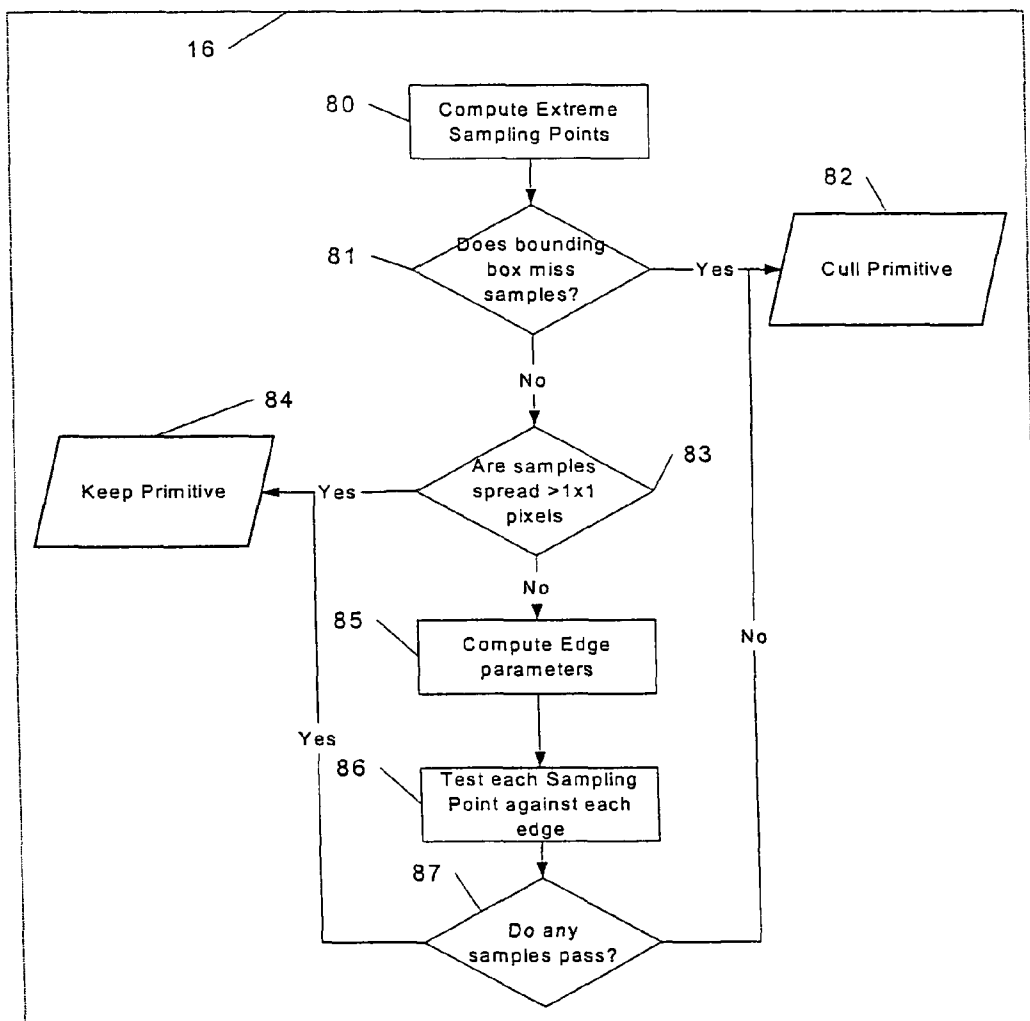 16
80
Compute Extreme
Sampling Points
82
81
Does bounding
box miss
samples?
Yes
Cull Primitive
No
84
83
Keep Primitive
Yes
Are samples
spread >1x1
pixels
No
85
Compute Edge
parameters
No
Yes
86
Test each Sampling
Point against each
edge
87
Do any
samples pass?